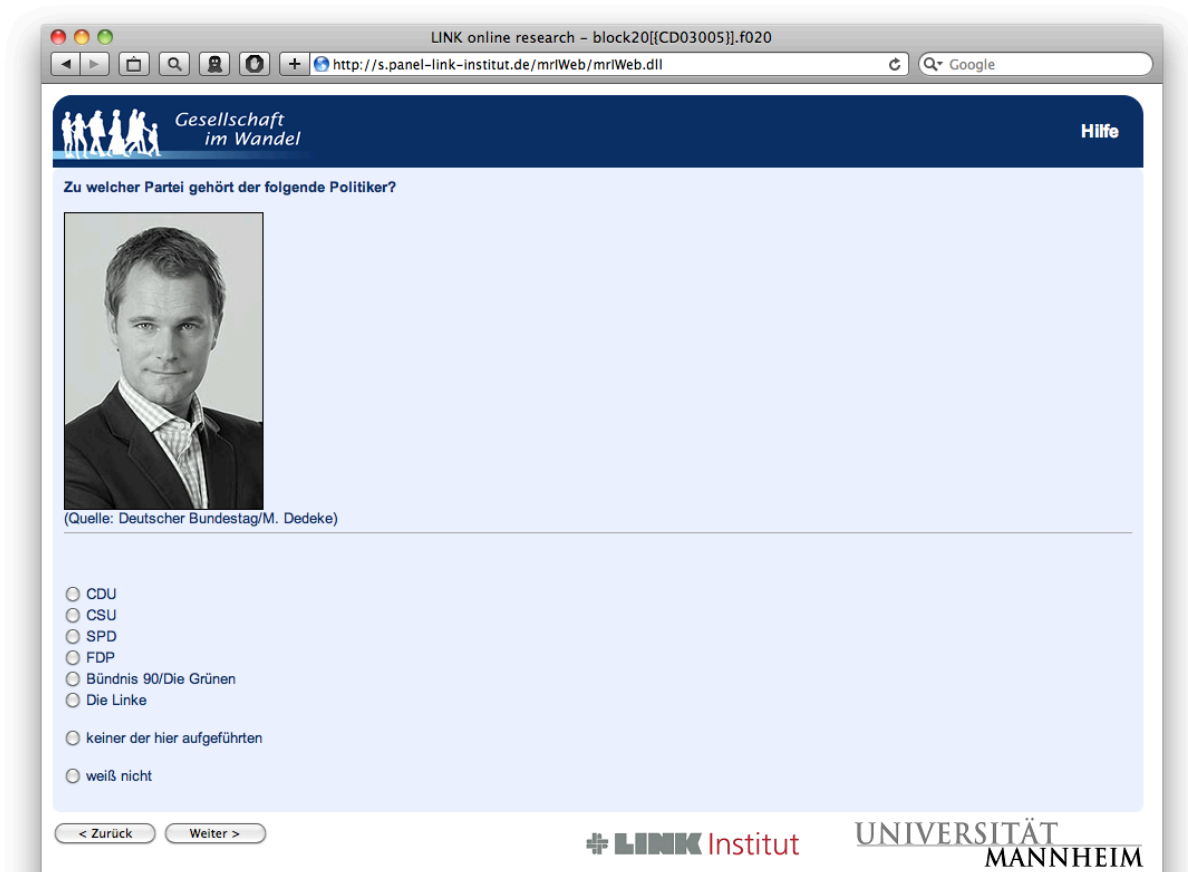 LINK online research – block20[{CD03005}].f020
http://s.panel-link-institut.de/mrIWeb/mrIWeb.dll
Google
Gesellschaft
im Wandel
Hilfe
Zu welcher Partei gehört der folgende Politiker?
(Quelle: Deutscher Bundestag/M. Dedeke)
CDU
CSU
SPD
FDP
Bündnis 90/Die Grünen
Die Linke
keiner der hier aufgeführten
weiß nicht
< Zurück Weiter >
LINK Institut
UNIVERSITÄT
MANNHEIM